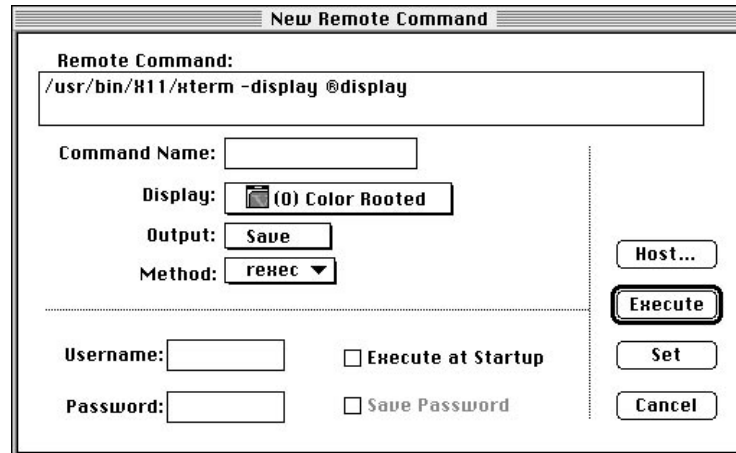 New Remote Command
Remote Command:
/usr/bin/X11/xterm -display ®display
Command Name:
Display: (0) Color Rooted
Output: Save
Method: rexec
Host...
Execute
Username: Execute at Startup
Set
Password: Save Password
Cancel